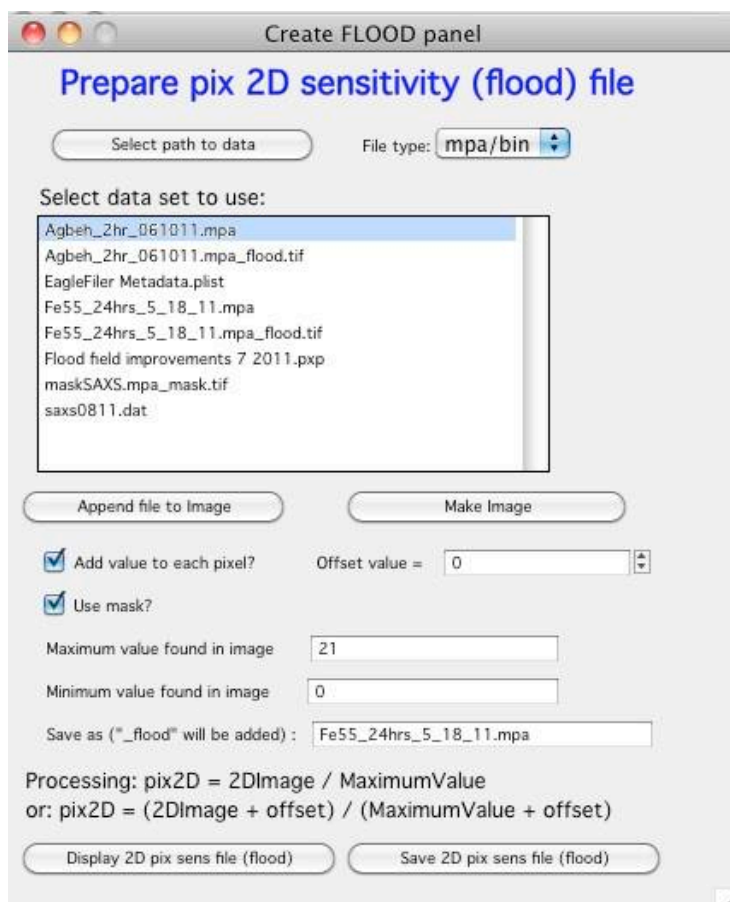 Create FLOOD panel
Prepare pix 2D sensitivity (flood) file
Select path to data File type: mpa/bin
Select data set to use:
Agbeh_2hr_061011.mpa
Agbeh_2hr_061011.mpa_flood.tif
EagleFiler Metadata.plist
Fe55_24hrs_5_18_11.mpa
Fe55_24hrs_5_18_11.mpa_flood.tif
Flood field improvements 7 2011.pxp
maskSAXS.mpa_mask.tif
saxs0811.dat
Append file to Image Make Image
Add value to each pixel? Offset value = 0
Use mask?
Maximum value found in image 21
Minimum value found in image 0
Save as ("_flood" will be added) : Fe55_24hrs_5_18_11.mpa
Processing: pix2D = 2DImage / MaximumValue
or: pix2D = (2DImage + offset) / (MaximumValue + offset)
Display 2D pix sens file (flood) Save 2D pix sens file (flood)